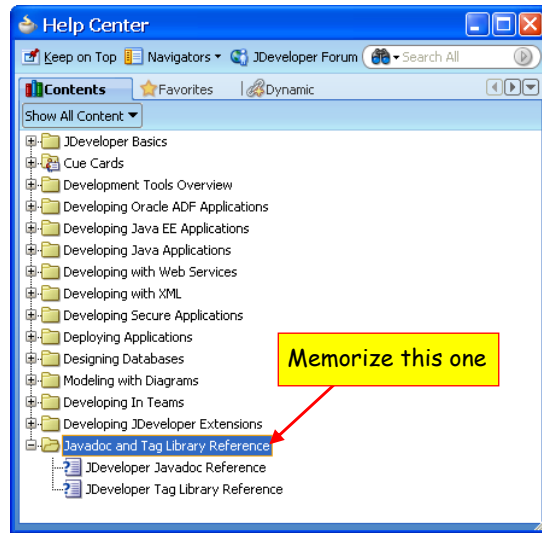 Help Center
Keep on Top Navigators JDeveloper Forum Search All
Contents Favorites Dynamic
Show All Content
JDeveloper Basics
Cue Cards
Development Tools Overview
Developing Oracle ADF Applications
Developing Java EE Applications
Developing Java Applications
Developing with Web Services
Developing with XML
Developing Secure Applications
Deploying Applications
Designing Databases
Memorize this one
Modeling with Diagrams
Developing In Teams
Developing JDeveloper Extensions
Javadoc and Tag Library Reference
JDeveloper Javadoc Reference
JDeveloper Tag Library Reference